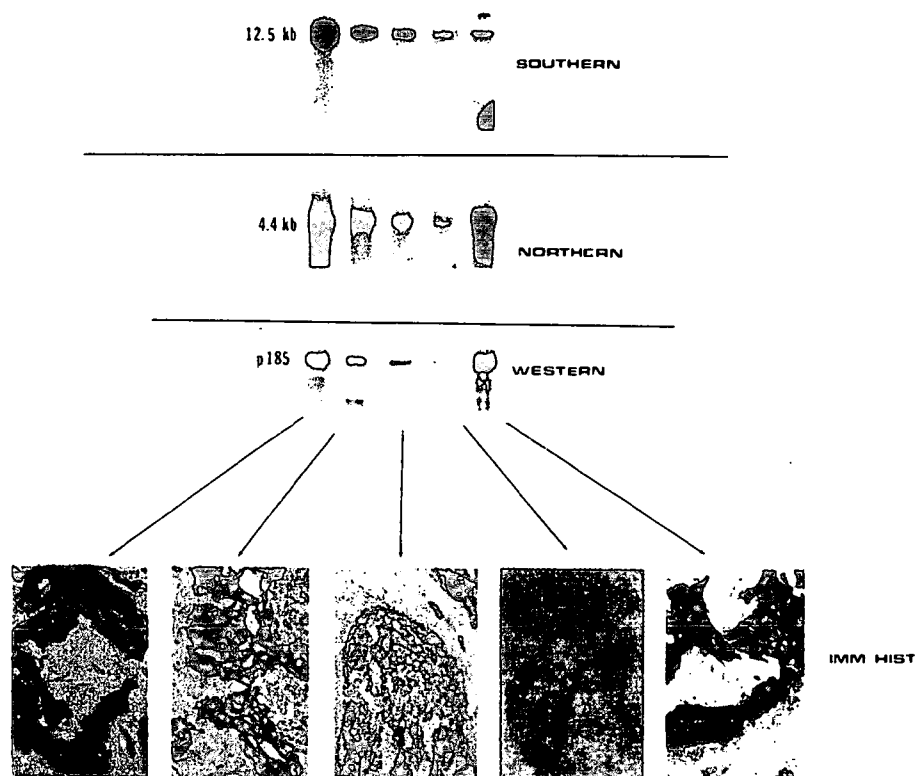 12.5 kb
SOUTHERN
4.4 kb
NORTHERN
p185
WESTERN
IMM HIST